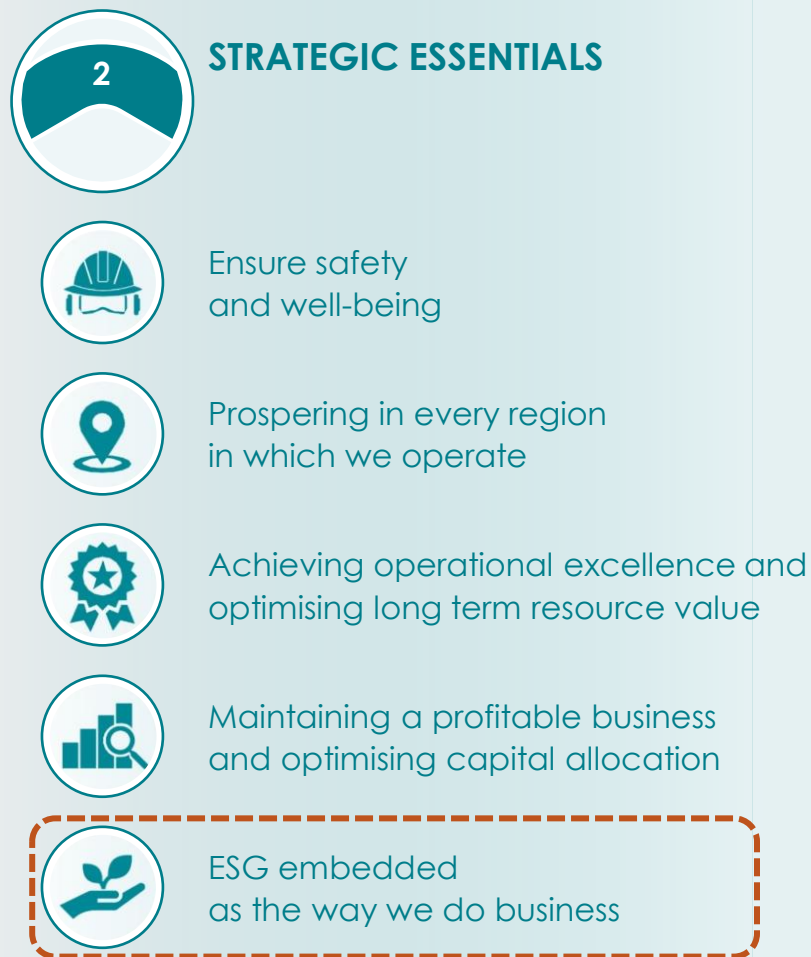 2
STRATEGIC ESSENTIALS
Ensure safety
and well-being
Prospering in every region
in which we operate
Achieving operational excellence and
optimising long term resource value
Maintaining a profitable business
and optimising capital allocation
ESG embedded
as the way we do business